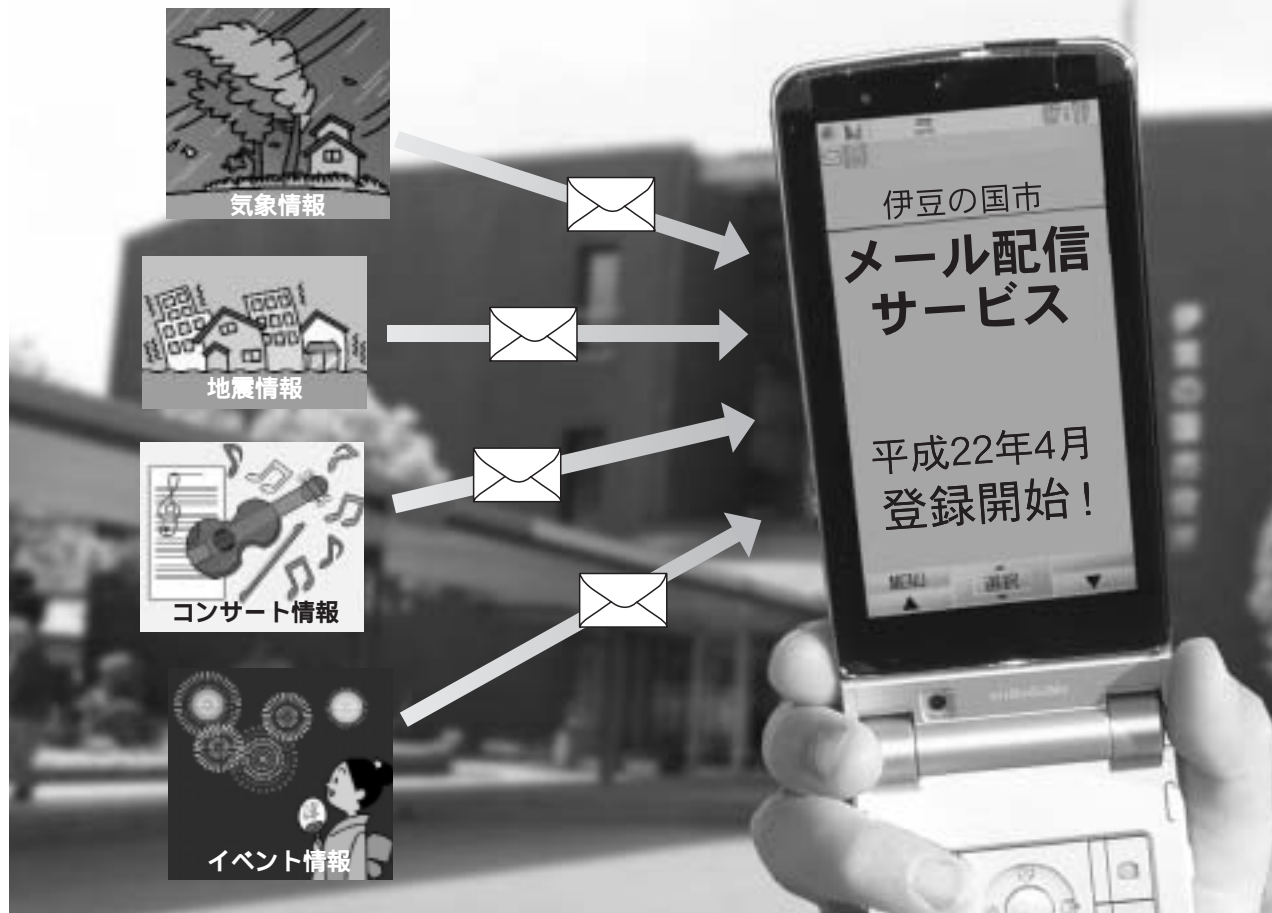 気象情報
地震情報
コンサート情報
イベント情報
伊豆の国市
メール配信
サービス
平成22年4月
登録開始！
MENU
選択